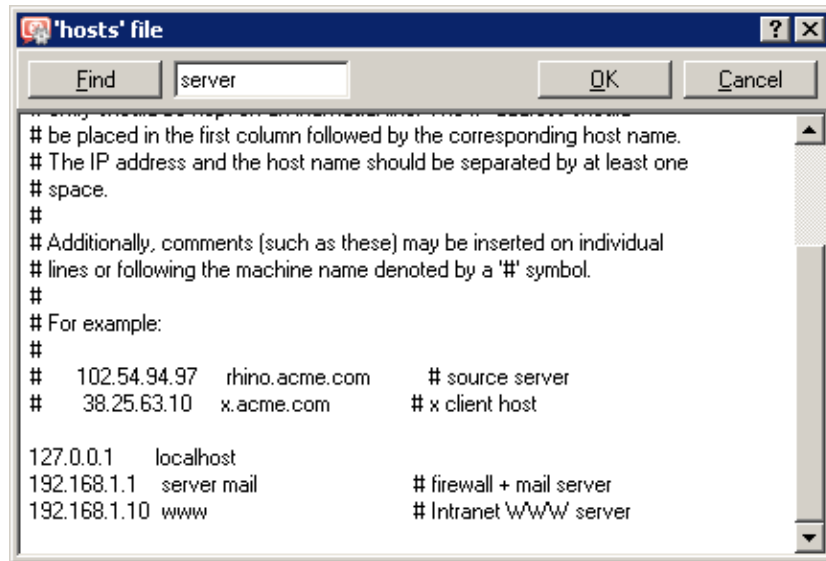 'hosts' file
Find server OK Cancel
# be placed in the first column followed by the corresponding host name.
# The IP address and the host name should be separated by at least one
# space.
#
# Additionally, comments (such as these) may be inserted on individual
# lines or following the machine name denoted by a '#' symbol.
#
# For example:
#
# 102.54.94.97 rhino.acme.com # source server
# 38.25.63.10 x.acme.com # x client host
127.0.0.1 localhost
192.168.1.1 server mail # firewall + mail server
192.168.1.10 www # Intranet WWW server